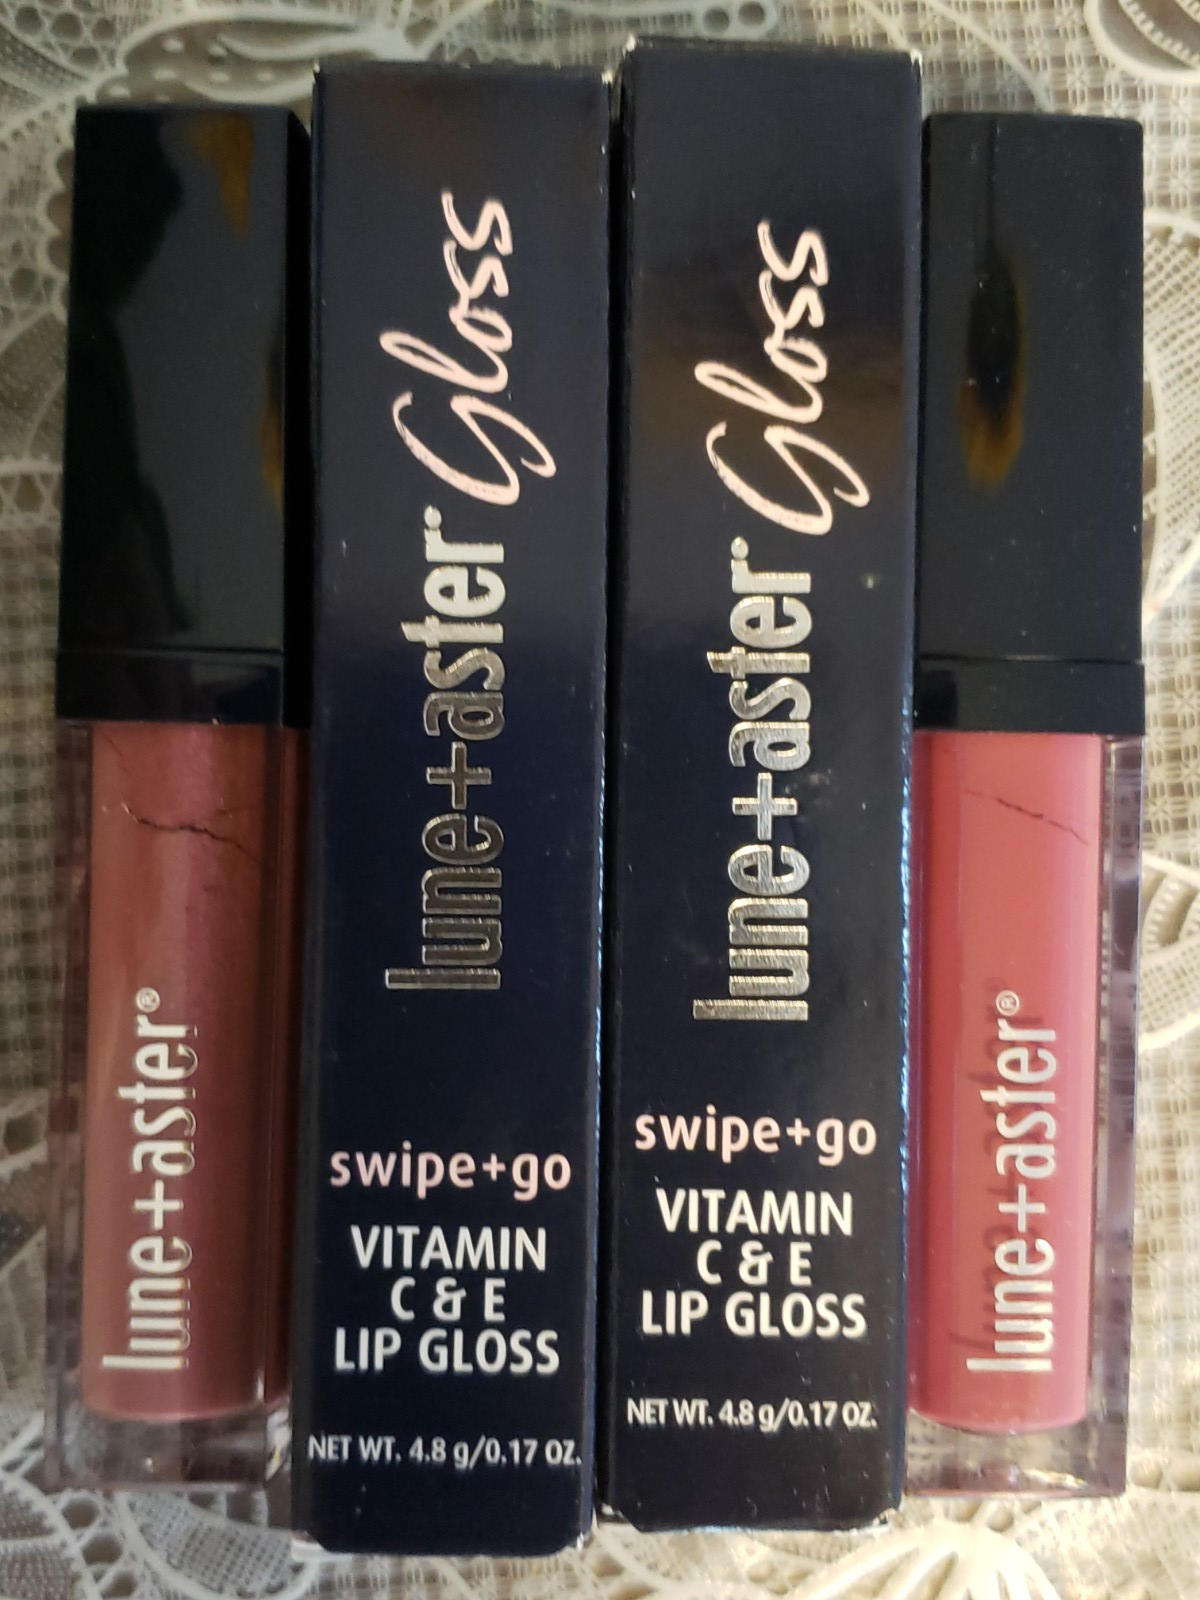 lune+aster®
lune+aster® Gloss
swipe+go
VITAMIN
C & E
LIP GLOSS
NET WT. 4.8 g/0.17 OZ.
lune+aster® Gloss
swipe+go
VITAMIN
C & E
LIP GLOSS
NET WT. 4.8 g/0.17 OZ.
lune+aster®